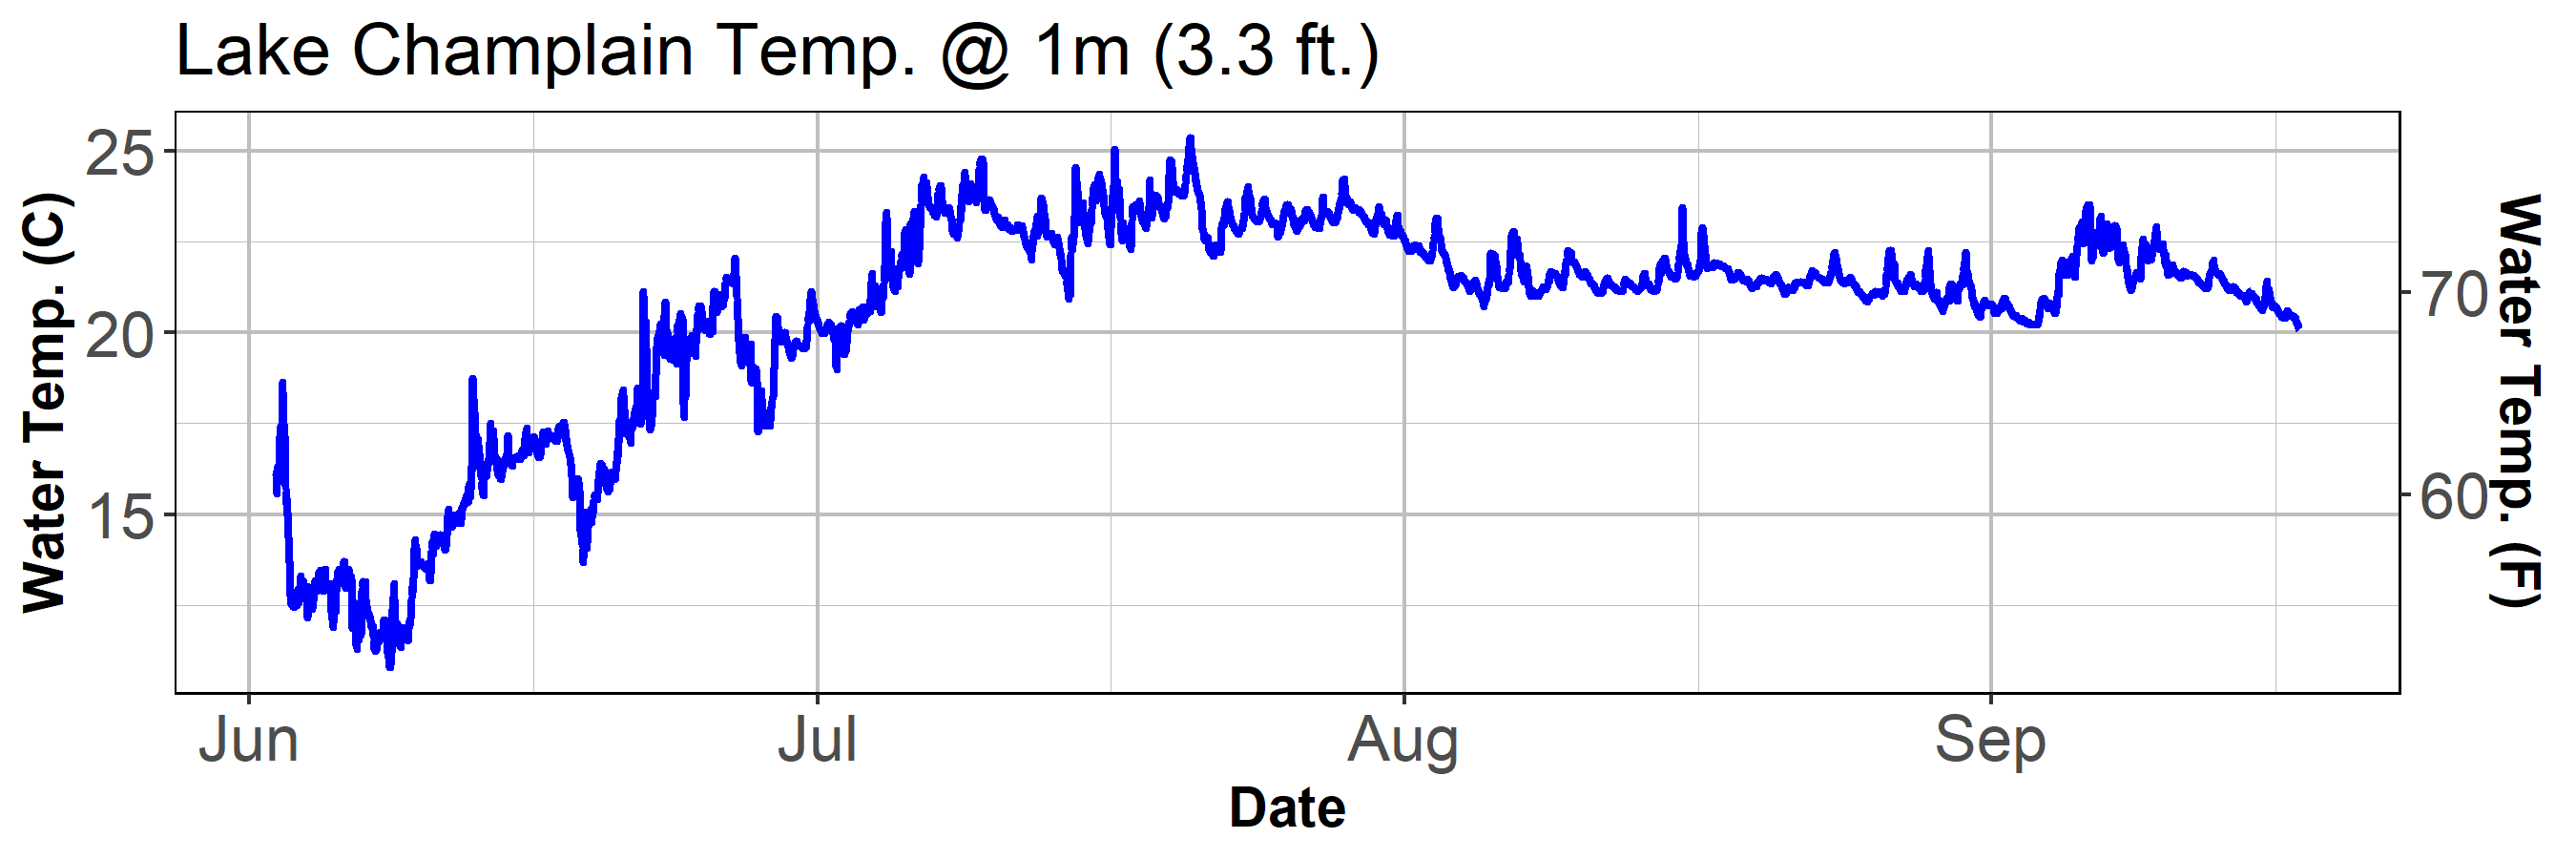 Lake Champlain Temp. @ 1m (3.3 ft.)
Water Temp. (C)
25
20
15
70
60
Water Temp. (F)
Jun Jul Aug Sep
Date